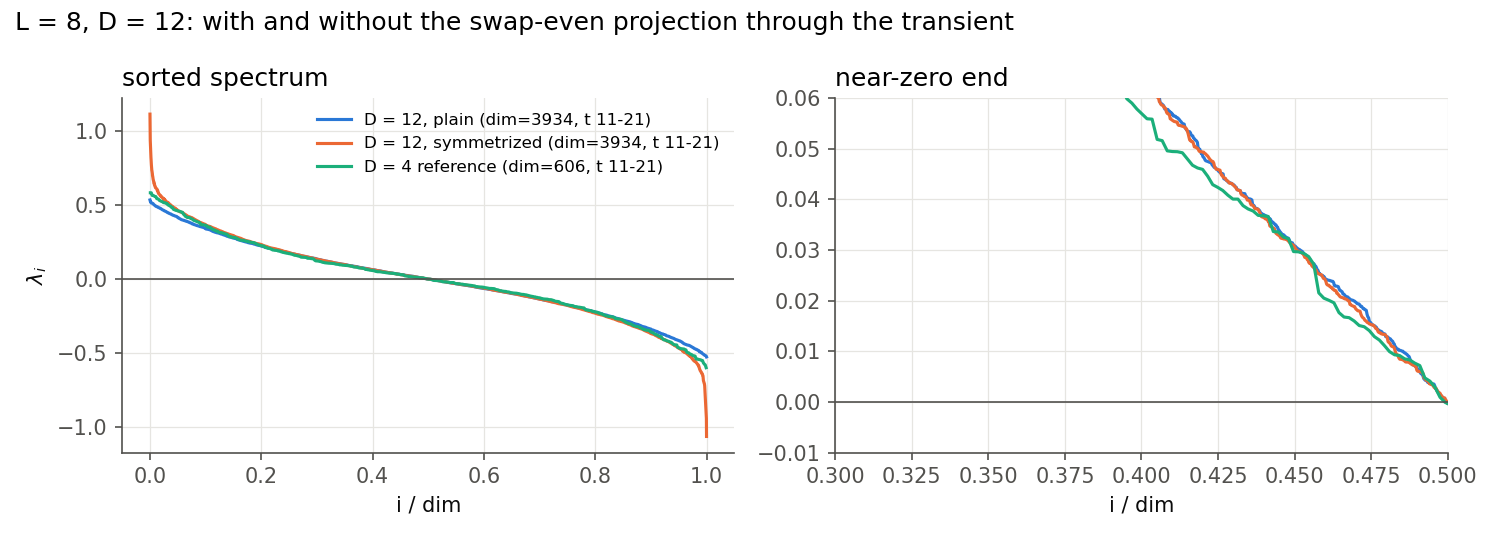 L = 8, D = 12: with and without the swap-even projection through the transient
sorted spectrum
D = 12, plain (dim=3934, t 11-21)
D = 12, symmetrized (dim=3934, t 11-21)
D = 4 reference (dim=606, t 11-21)
1.0
0.5
0.0
−0.5
−1.0
λᵢ
0.0 0.2 0.4 0.6 0.8 1.0
i / dim
near-zero end
0.06
0.05
0.04
0.03
0.02
0.01
0.00
−0.01
0.300 0.325 0.350 0.375 0.400 0.425 0.450 0.475 0.500
i / dim